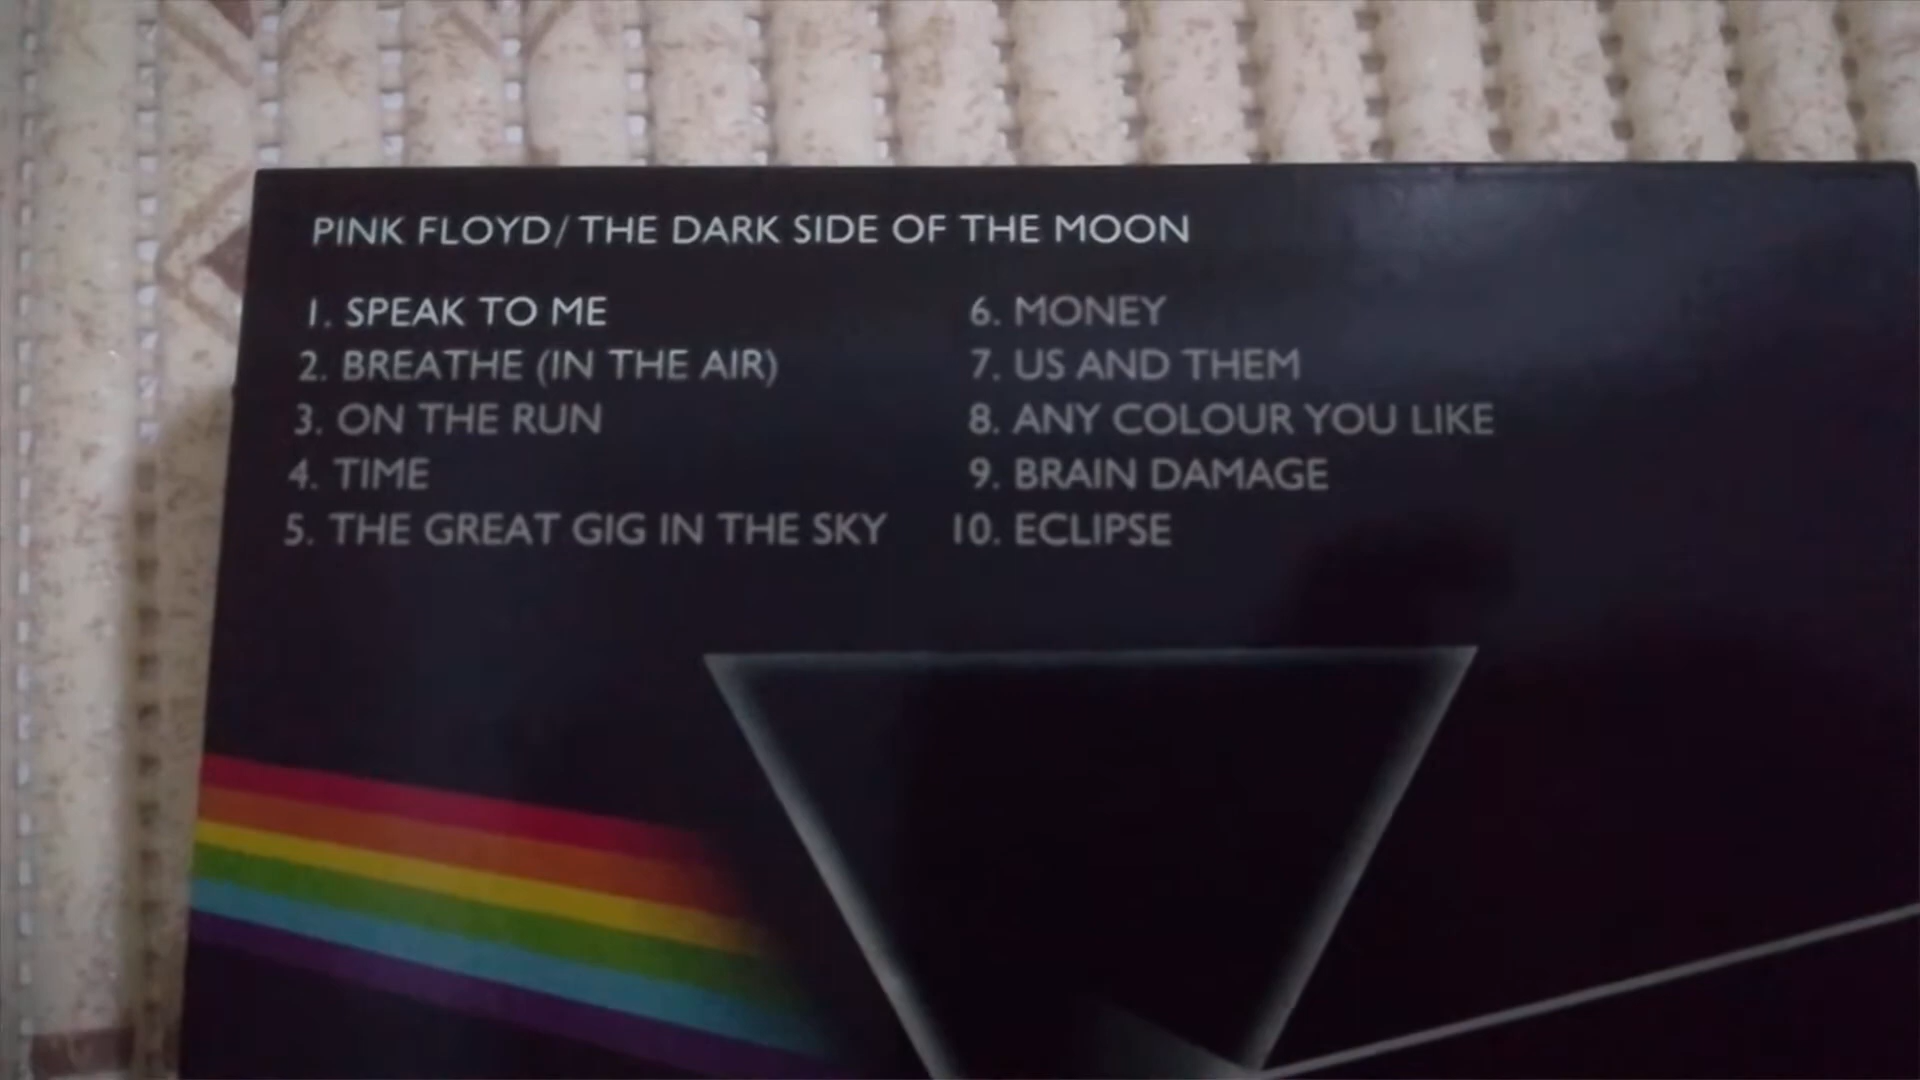 PINK FLOYD/ THE DARK SIDE OF THE MOON
1. SPEAK TO ME
2. BREATHE (IN THE AIR)
3. ON THE RUN
4. TIME
5. THE GREAT GIG IN THE SKY
6. MONEY
7. US AND THEM
8. ANY COLOUR YOU LIKE
9. BRAIN DAMAGE
10. ECLIPSE